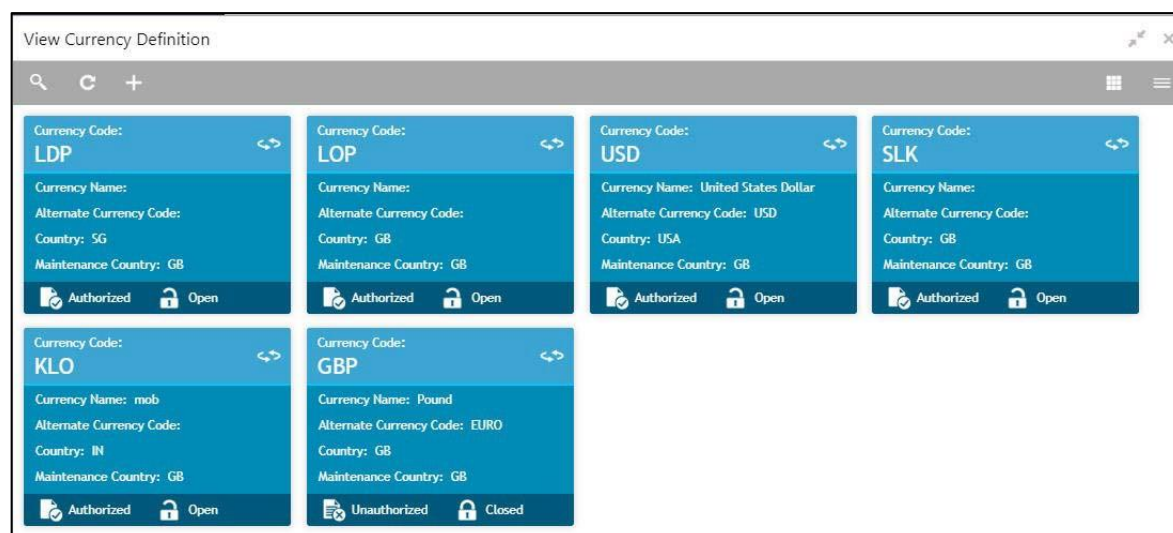 View Currency Definition
Currency Code:
LDP
Currency Name:
Alternate Currency Code:
Country: SG
Maintenance Country: GB
Authorized Open
Currency Code:
LOP
Currency Name:
Alternate Currency Code:
Country: GB
Maintenance Country: GB
Authorized Open
Currency Code:
USD
Currency Name: United States Dollar
Alternate Currency Code: USD
Country: USA
Maintenance Country: GB
Authorized Open
Currency Code:
SLK
Currency Name:
Alternate Currency Code:
Country: GB
Maintenance Country: GB
Authorized Open
Currency Code:
KLO
Currency Name: mob
Alternate Currency Code:
Country: IN
Maintenance Country: GB
Authorized Open
Currency Code:
GBP
Currency Name: Pound
Alternate Currency Code: EURO
Country: GB
Maintenance Country: GB
Unauthorized Closed